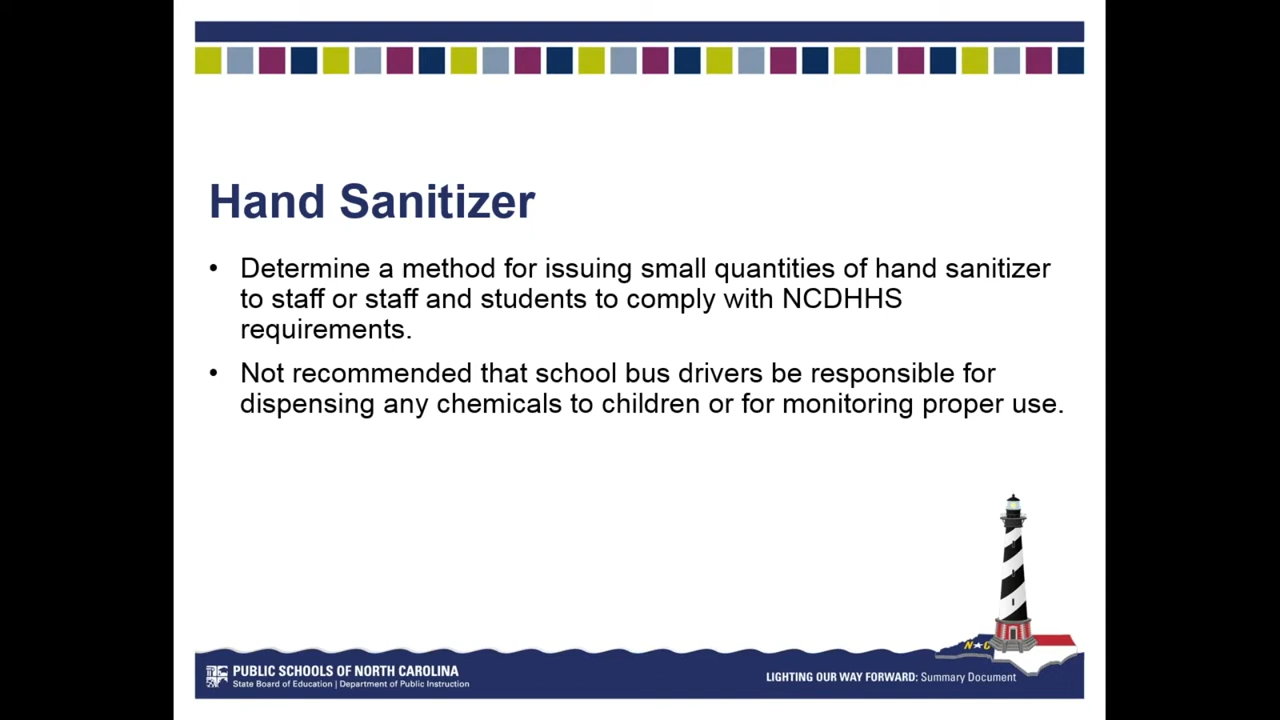 Hand Sanitizer
• Determine a method for issuing small quantities of hand sanitizer
to staff or staff and students to comply with NCDHHS
requirements.
• Not recommended that school bus drivers be responsible for
dispensing any chemicals to children or for monitoring proper use.
N★C
PUBLIC SCHOOLS OF NORTH CAROLINA
State Board of Education | Department of Public Instruction
LIGHTING OUR WAY FORWARD: Summary Document